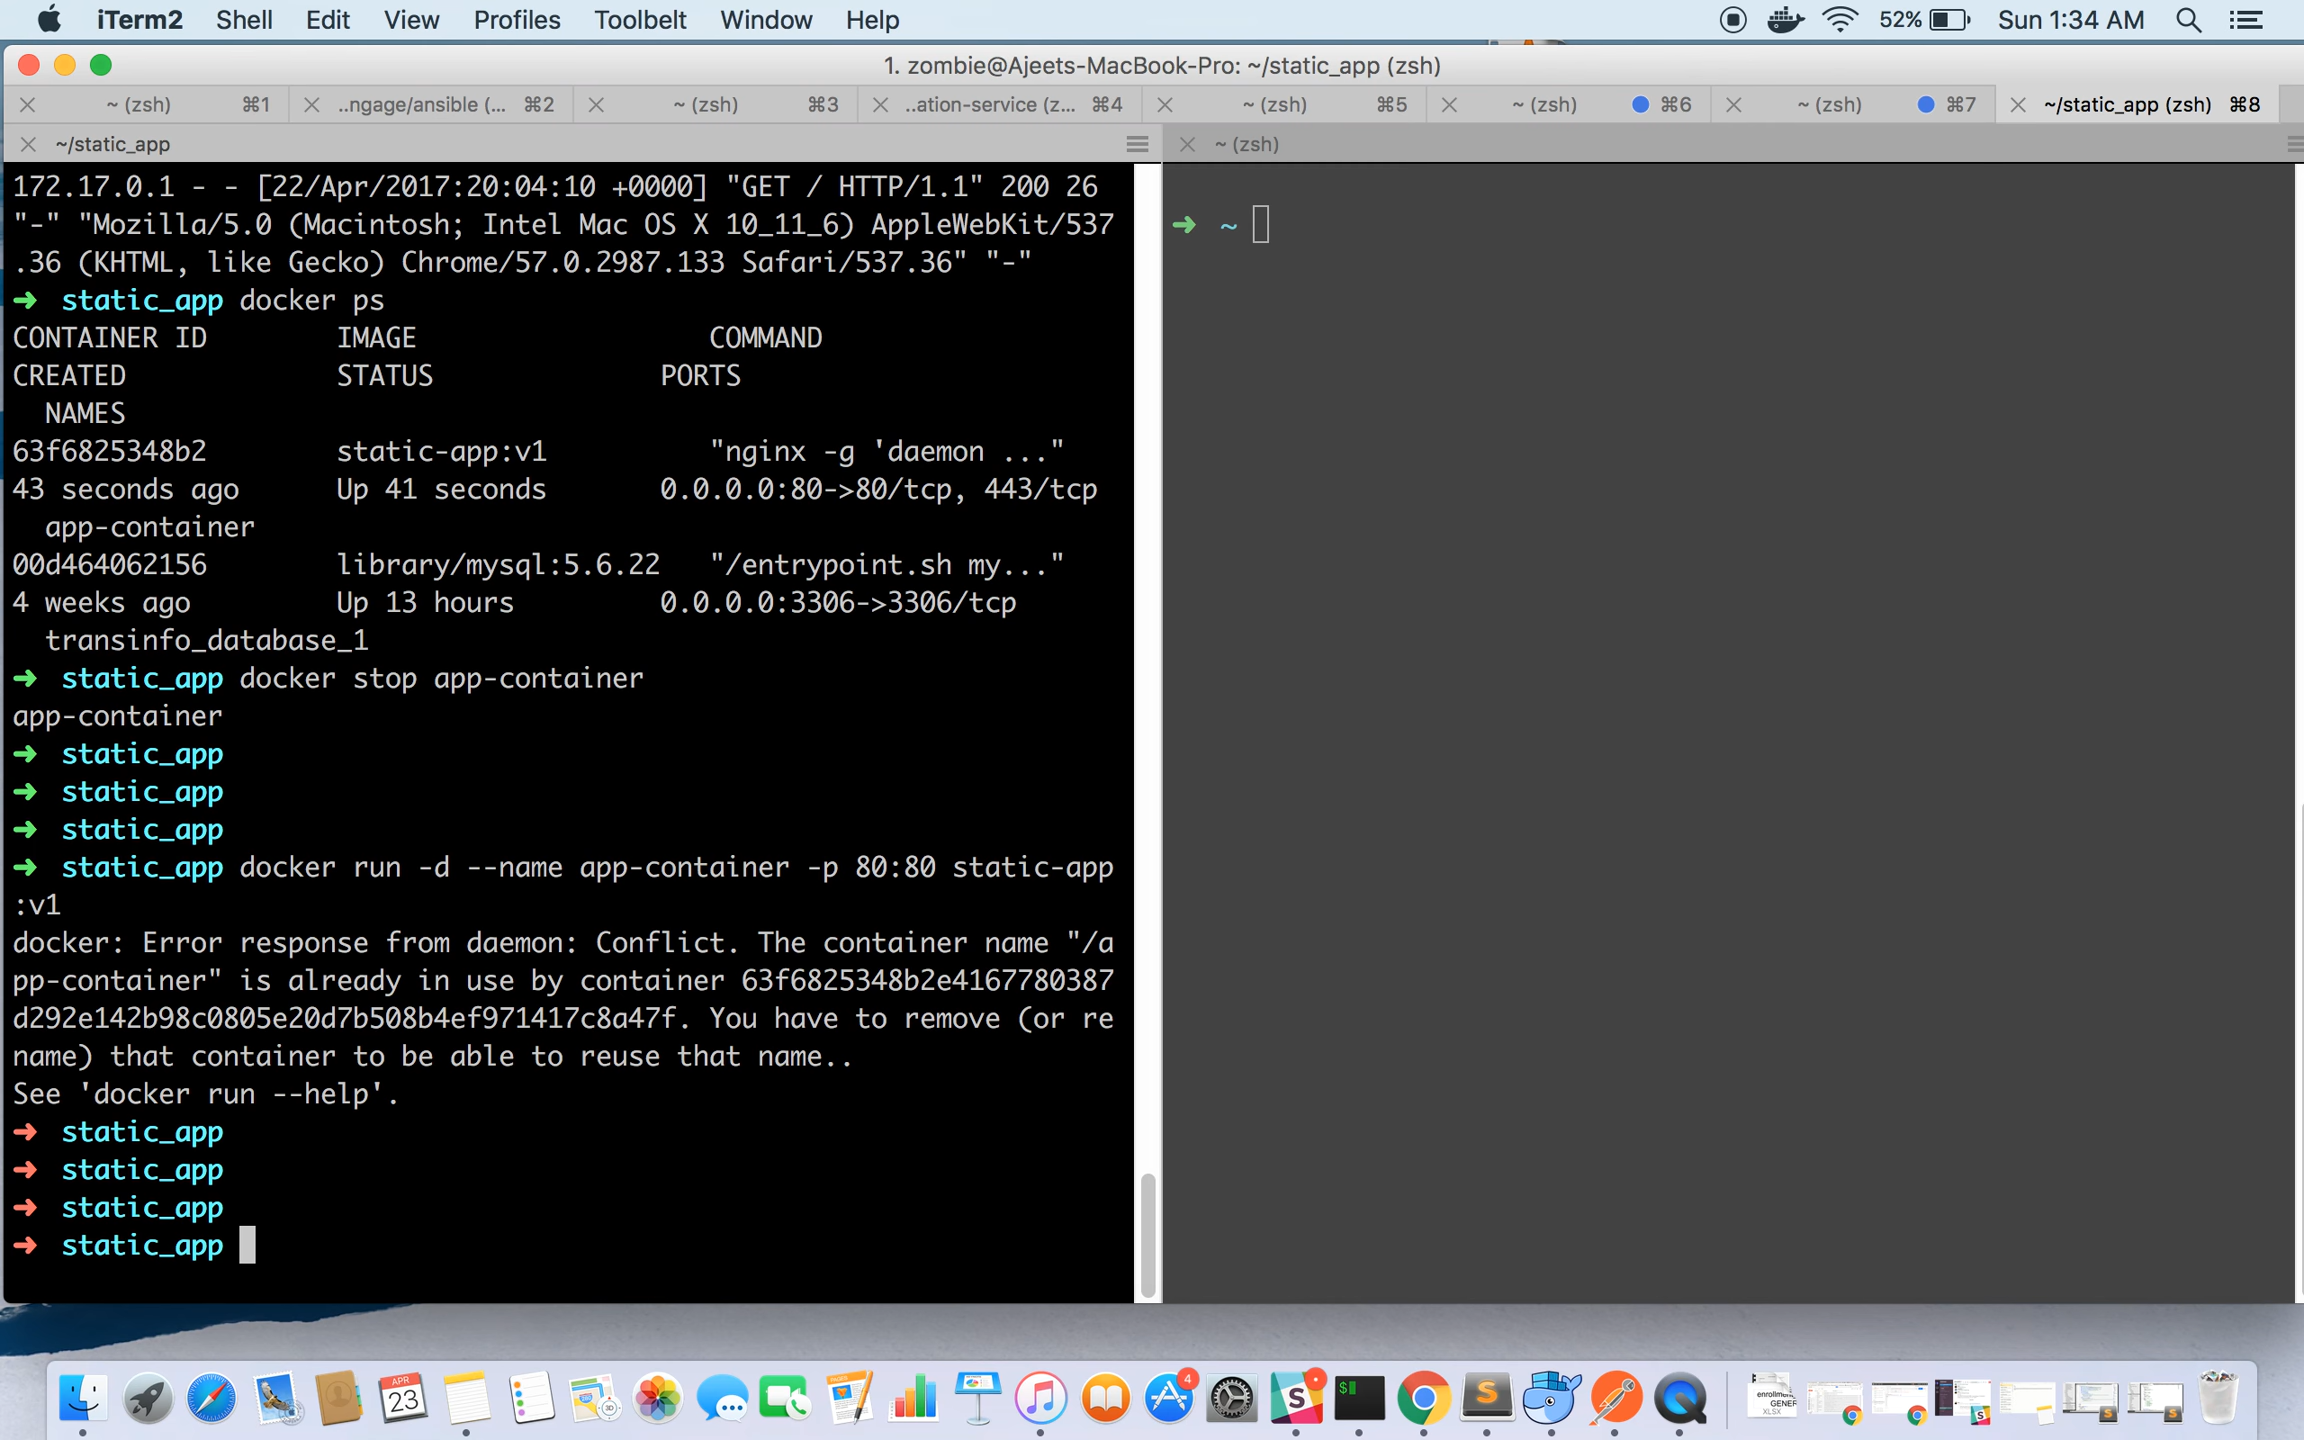 iTerm2 Shell Edit View Profiles Toolbelt Window Help 52% Sun 1:34 AM
1. zombie@Ajeets-MacBook-Pro: ~/static_app (zsh)
~ (zsh) ⌘1 ..ngage/ansible (... ⌘2 ~ (zsh) ⌘3 ..ation-service (z... ⌘4 ~ (zsh) ⌘5 ~ (zsh) ⌘6 ~ (zsh) ⌘7 ~/static_app (zsh) ⌘8
~/static_app
172.17.0.1 - - [22/Apr/2017:20:04:10 +0000] "GET / HTTP/1.1" 200 26
"-" "Mozilla/5.0 (Macintosh; Intel Mac OS X 10_11_6) AppleWebKit/537
.36 (KHTML, like Gecko) Chrome/57.0.2987.133 Safari/537.36" "-"
➜ static_app docker ps
CONTAINER ID IMAGE COMMAND
CREATED STATUS PORTS
NAMES
63f6825348b2 static-app:v1 "nginx -g 'daemon ..."
43 seconds ago Up 41 seconds 0.0.0.0:80->80/tcp, 443/tcp
app-container
00d464062156 library/mysql:5.6.22 "/entrypoint.sh my..."
4 weeks ago Up 13 hours 0.0.0.0:3306->3306/tcp
transinfo_database_1
➜ static_app docker stop app-container
app-container
➜ static_app
➜ static_app
➜ static_app
➜ static_app docker run -d --name app-container -p 80:80 static-app
:v1
docker: Error response from daemon: Conflict. The container name "/a
pp-container" is already in use by container 63f6825348b2e4167780387
d292e142b98c0805e20d7b508b4ef971417c8a47f. You have to remove (or re
name) that container to be able to reuse that name..
See 'docker run --help'.
➜ static_app
➜ static_app
➜ static_app
➜ static_app
~ (zsh)
➜ ~
APR
23
4
enrollmen
GENER
XLSX